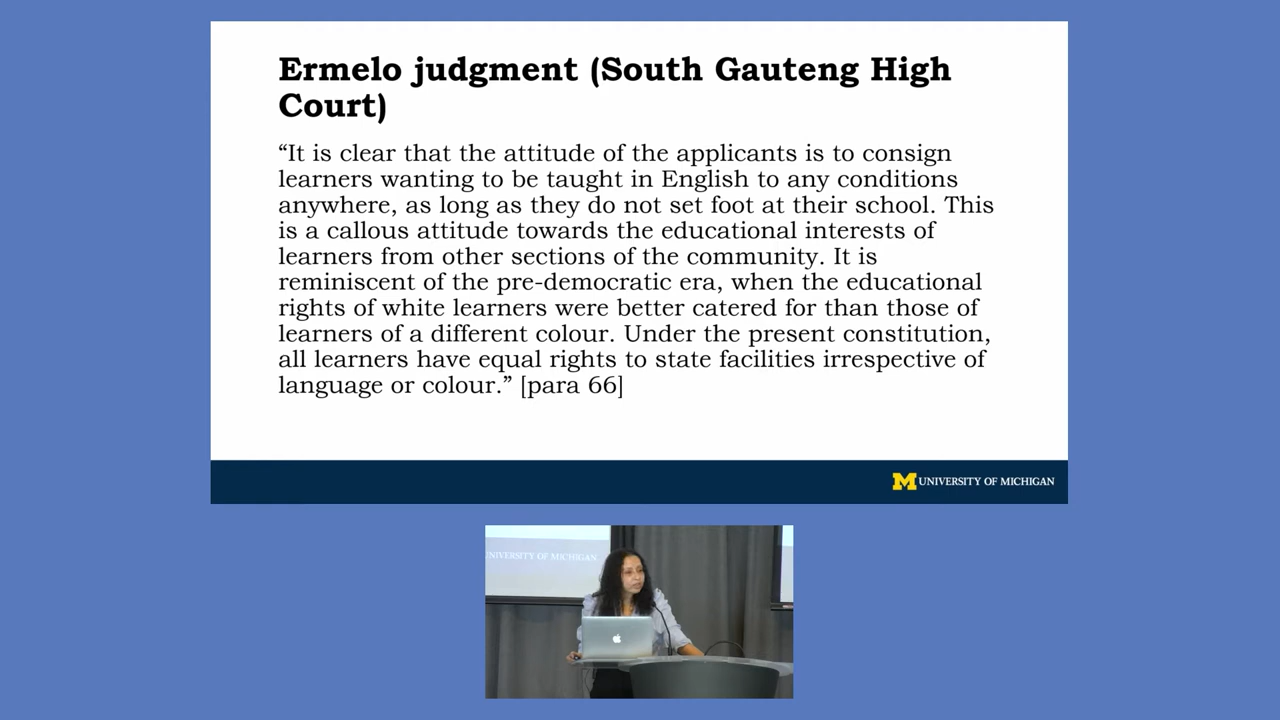 Ermelo judgment (South Gauteng High
Court)
“It is clear that the attitude of the applicants is to consign
learners wanting to be taught in English to any conditions
anywhere, as long as they do not set foot at their school. This
is a callous attitude towards the educational interests of
learners from other sections of the community. It is
reminiscent of the pre-democratic era, when the educational
rights of white learners were better catered for than those of
learners of a different colour. Under the present constitution,
all learners have equal rights to state facilities irrespective of
language or colour.” [para 66]
M UNIVERSITY OF MICHIGAN
UNIVERSITY OF MICHIGAN